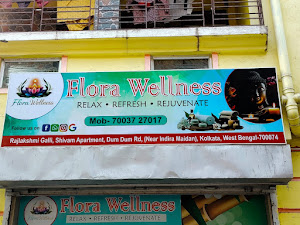 Flora Wellness
RELAX • REFRESH • REJUVENATE
Flora Wellness
Mob- 70037 27017
Follow us on
Rajlakshmi Galli, Shivam Apartment, Dum Dum Rd, (Near Indira Maidan), Kolkata, West Bengal-700074
Flora Wellness
RELAX • REFRESH • REJUVENATE